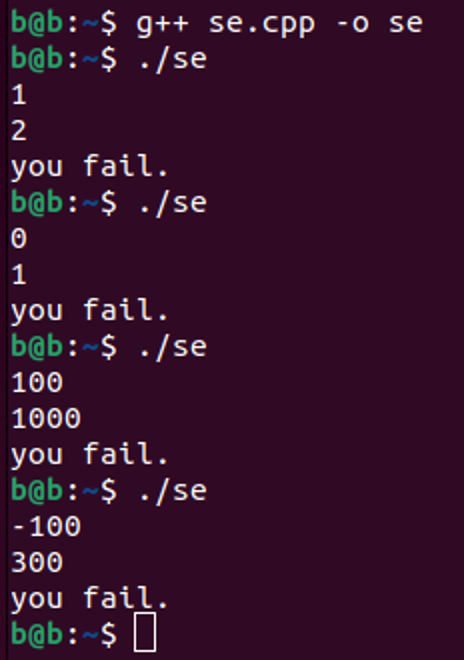 b@b:~$ g++ se.cpp -o se
b@b:~$ ./se
1
2
you fail.
b@b:~$ ./se
0
1
you fail.
b@b:~$ ./se
100
1000
you fail.
b@b:~$ ./se
-100
300
you fail.
b@b:~$